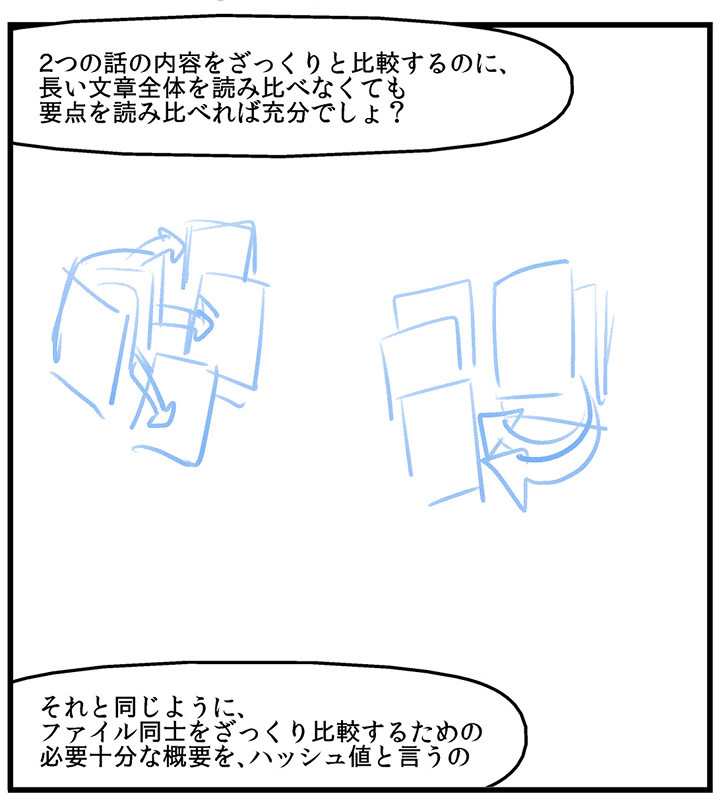 2つの話の内容をざっくりと比較するのに、
長い文章全体を読み比べなくても
要点を読み比べれば充分でしょ？
それと同じように、
ファイル同士をざっくり比較するための
必要十分な概要を、ハッシュ値と言うの